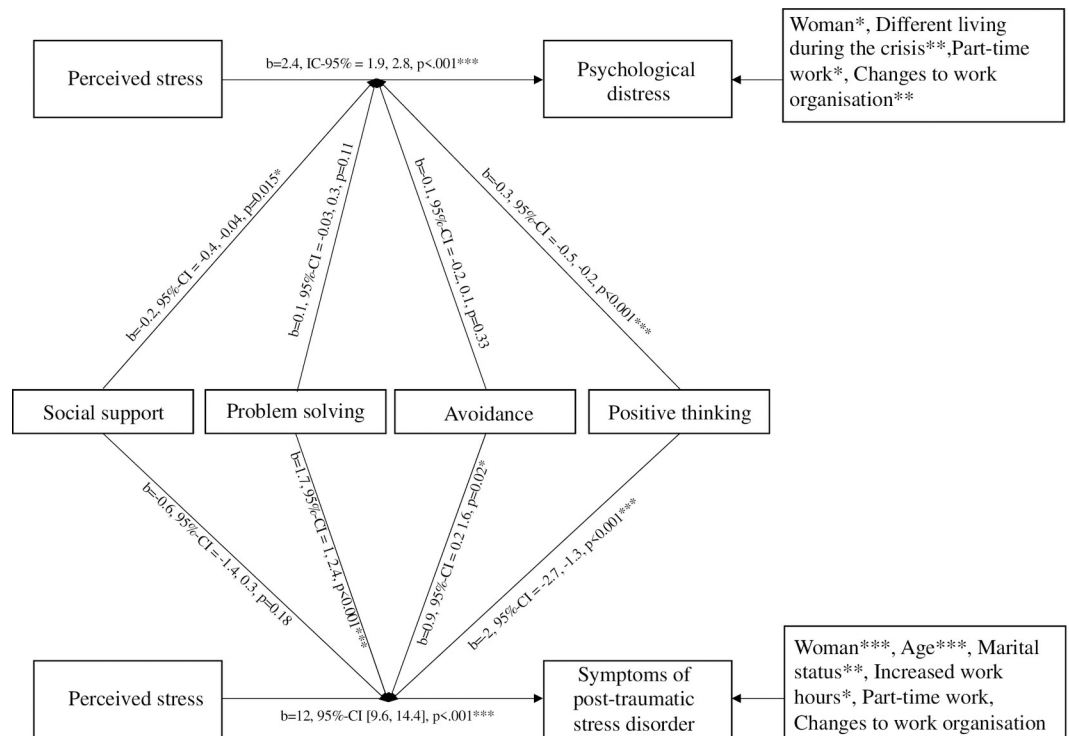 Perceived stress
b=2.4, IC-95% = 1.9, 2.8, p<.001***
Psychological
distress
Woman*, Different living
during the crisis**,Part-time
work*, Changes to work
organisation**
b=-0.2, 95%-CI = -0.4, -0.04, p=0.015*
b=0.1, 95%-CI = -0.03, 0.3, p=0.11
b=-0.1, 95%-CI = -0.2, 0.1, p=0.33
b=-0.3, 95%-CI = -0.5, -0.2, p<0.001***
Social support
Problem solving
Avoidance
Positive thinking
b=-0.6, 95%-CI = -1.4, 0.3, p=0.18
b=1.7, 95%-CI = 1, 2.4, p<0.001***
b=0.9, 95%-CI = 0.2 1.6, p=0.02*
b=-2, 95%-CI = -2.7, -1.3, p<0.001***
Perceived stress
b=12, 95%-CI [9.6, 14.4], p<.001***
Symptoms of
post-traumatic
stress disorder
Woman***, Age***, Marital
status**, Increased work
hours*, Part-time work,
Changes to work organisation